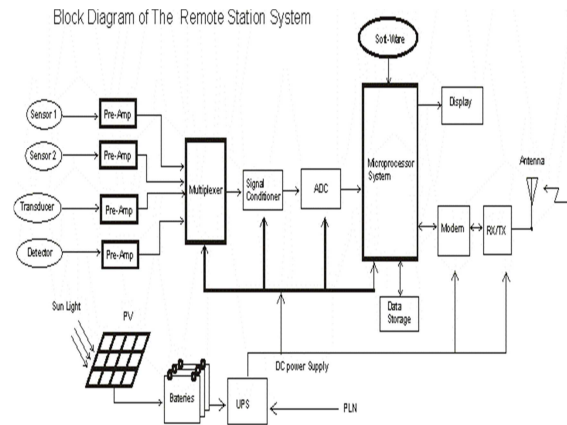 Block Diagram of The Remote Station System
Soft-Ware
Sensor 1
Pre-Amp
Display
Sensor 2
Pre-Amp
Multiplexer
Signal
Conditioner
ADC
Microprocessor
System
Antenna
Transducer
Pre-Amp
Detector
Pre-Amp
Modem
RX/TX
Data
Storage
Sun Light
PV
DC power Supply
Bateries
UPS
PLN